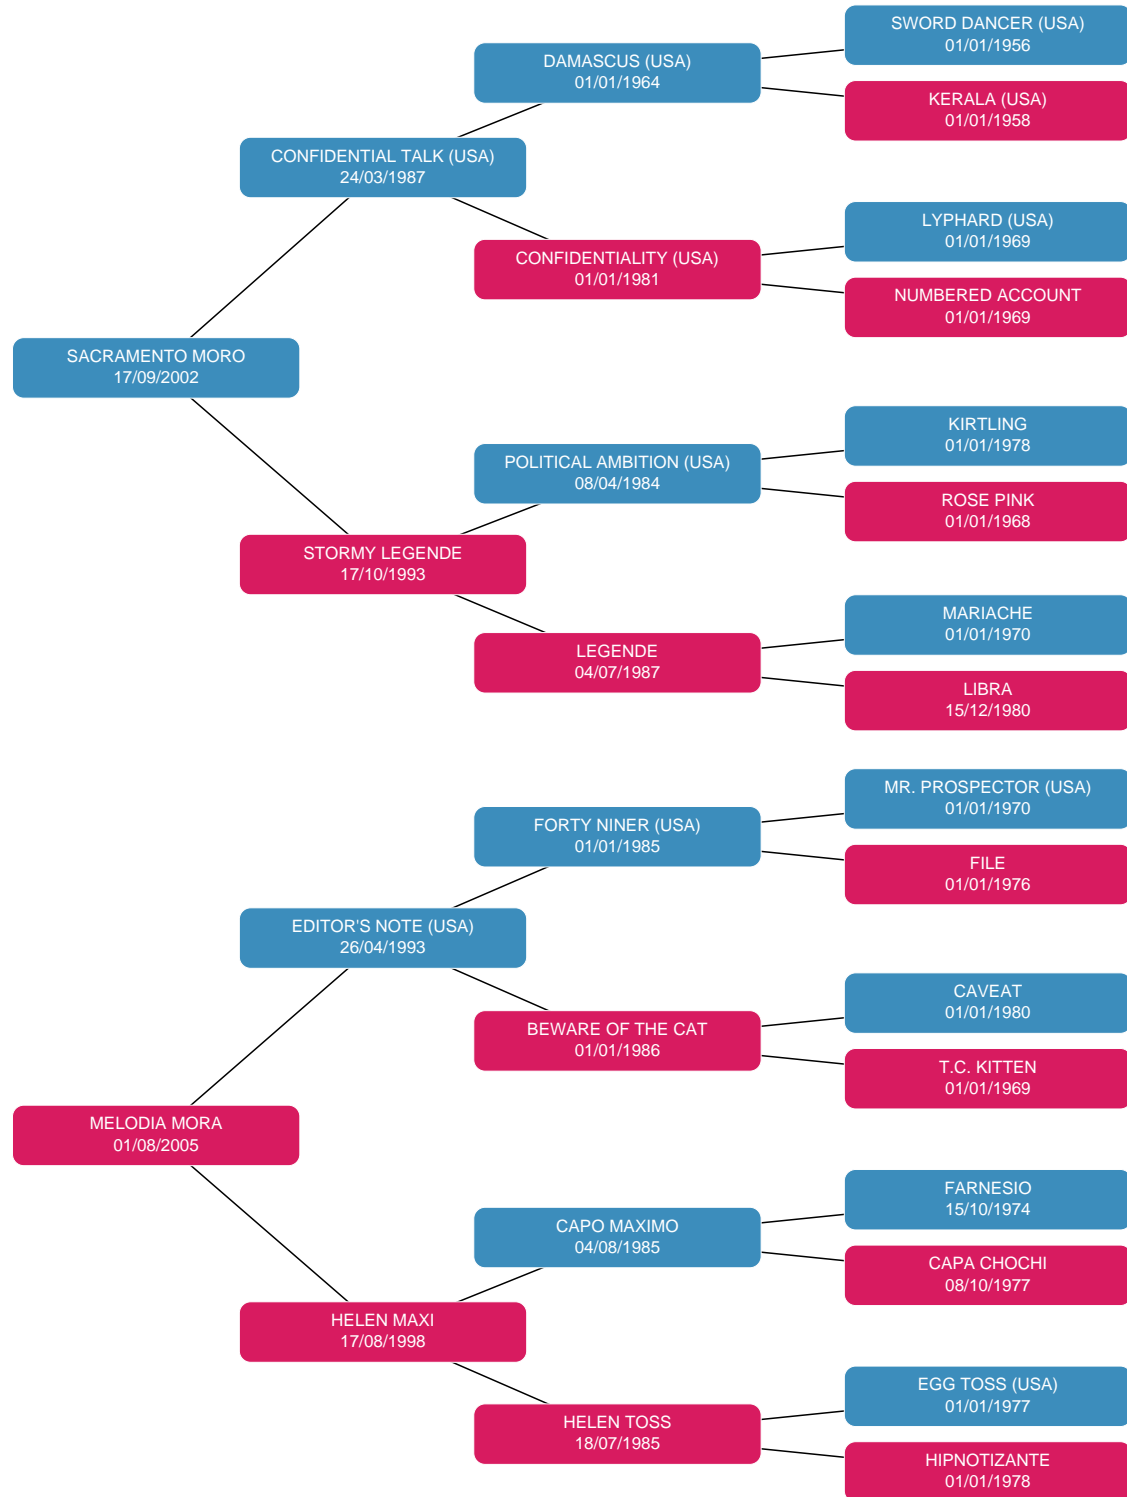 SWORD DANCER (USA)
01/01/1956
DAMASCUS (USA)
01/01/1964
KERALA (USA)
01/01/1958
CONFIDENTIAL TALK (USA)
24/03/1987
LYPHARD (USA)
01/01/1969
CONFIDENTIALITY (USA)
01/01/1981
NUMBERED ACCOUNT
01/01/1969
SACRAMENTO MORO
17/09/2002
KIRTLING
01/01/1978
POLITICAL AMBITION (USA)
08/04/1984
ROSE PINK
01/01/1968
STORMY LEGENDE
17/10/1993
MARIACHE
01/01/1970
LEGENDE
04/07/1987
LIBRA
15/12/1980
MR. PROSPECTOR (USA)
01/01/1970
FORTY NINER (USA)
01/01/1985
FILE
01/01/1976
EDITOR'S NOTE (USA)
26/04/1993
CAVEAT
01/01/1980
BEWARE OF THE CAT
01/01/1986
T.C. KITTEN
01/01/1969
MELODIA MORA
01/08/2005
FARNESIO
15/10/1974
CAPO MAXIMO
04/08/1985
CAPA CHOCHI
08/10/1977
HELEN MAXI
17/08/1998
EGG TOSS (USA)
01/01/1977
HELEN TOSS
18/07/1985
HIPNOTIZANTE
01/01/1978